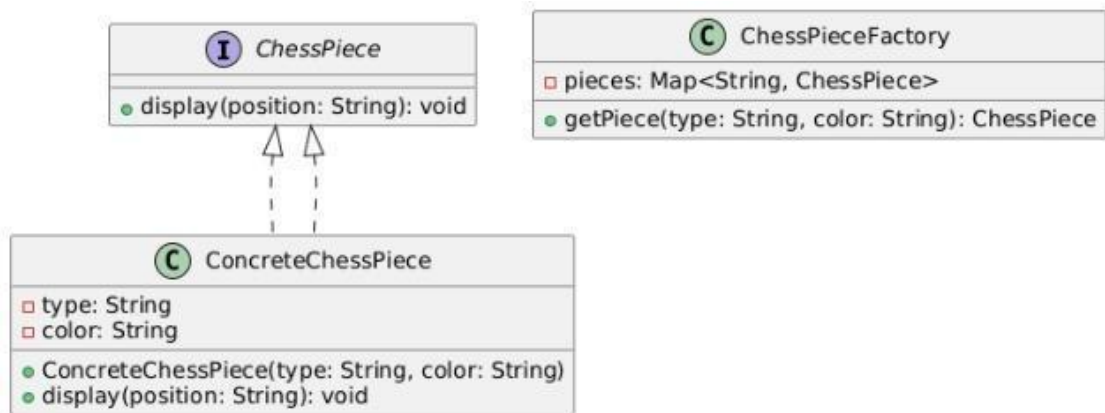 I ChessPiece
display(position: String): void
C ChessPieceFactory
pieces: Map<String, ChessPiece>
getPiece(type: String, color: String): ChessPiece
C ConcreteChessPiece
type: String
color: String
ConcreteChessPiece(type: String, color: String)
display(position: String): void